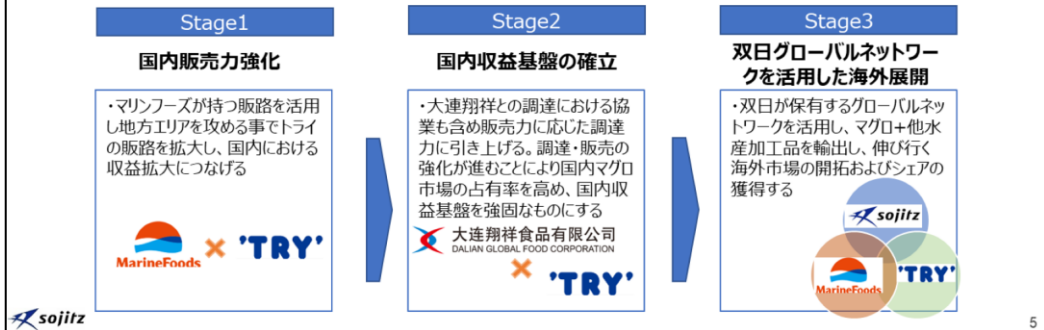 Stage1
国内販売力強化
・マリンフーズが持つ販路を活用
し地方エリアを攻める事でトライ
の販路を拡大し、国内における
収益拡大につなげる
MarineFoods
×
'TRY'
Stage2
国内収益基盤の確立
・大連翔祥との調達における協
業も含め販売力に応じた調達
力に引き上げる。調達・販売の
強化が進むことにより国内マグロ
市場の占有率を高め、国内収
益基盤を強固なものにする
大连翔祥食品有限公司
DALIAN GLOBAL FOOD CORPORATION
×
'TRY'
Stage3
双日グローバルネットワー
クを活用した海外展開
・双日が保有するグローバルネッ
トワークを活用し、マグロ+他水
産加工品を輸出し、伸び行く
海外市場の開拓およびシェアの
獲得する
sojitz
MarineFoods
'TRY'
sojitz
5